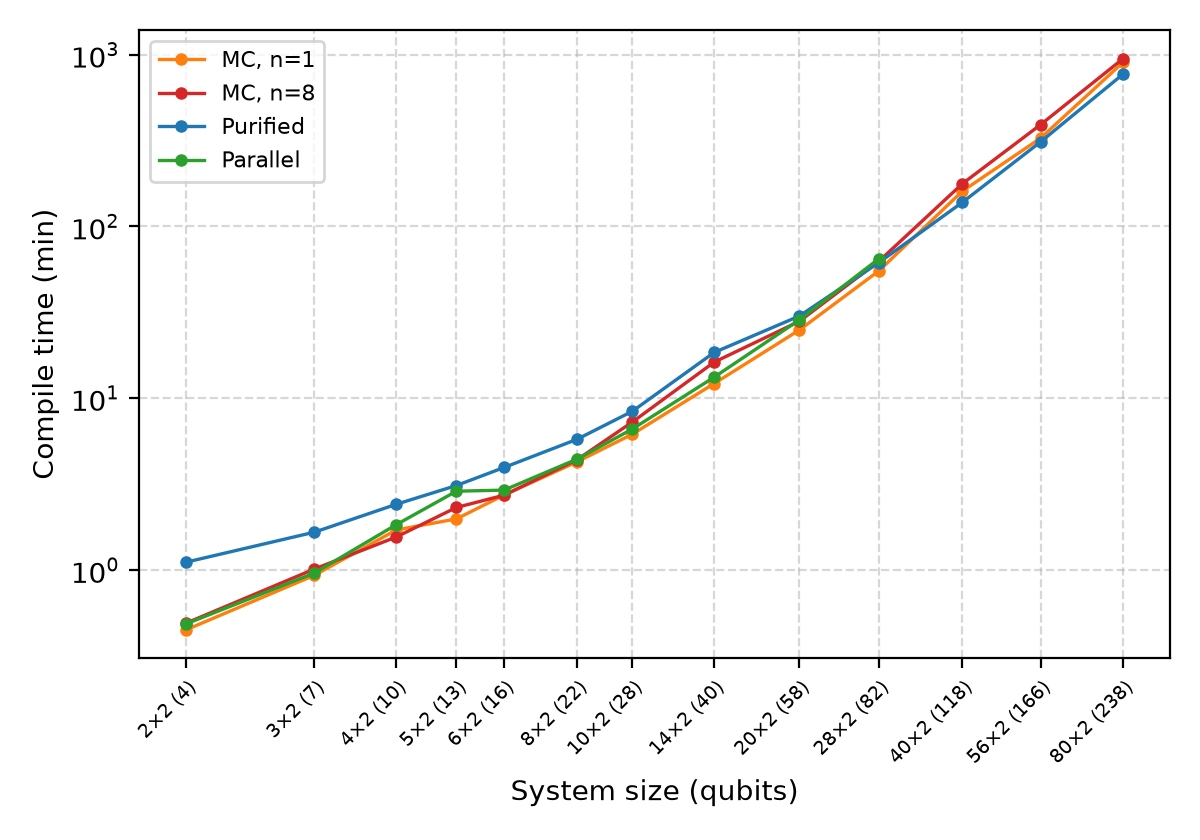 10³
10²
10¹
10⁰
Compile time (min)
MC, n=1
MC, n=8
Purified
Parallel
2×2 (4)
3×2 (7)
4×2 (10)
5×2 (13)
6×2 (16)
8×2 (22)
10×2 (28)
14×2 (40)
20×2 (58)
28×2 (82)
40×2 (118)
56×2 (166)
80×2 (238)
System size (qubits)